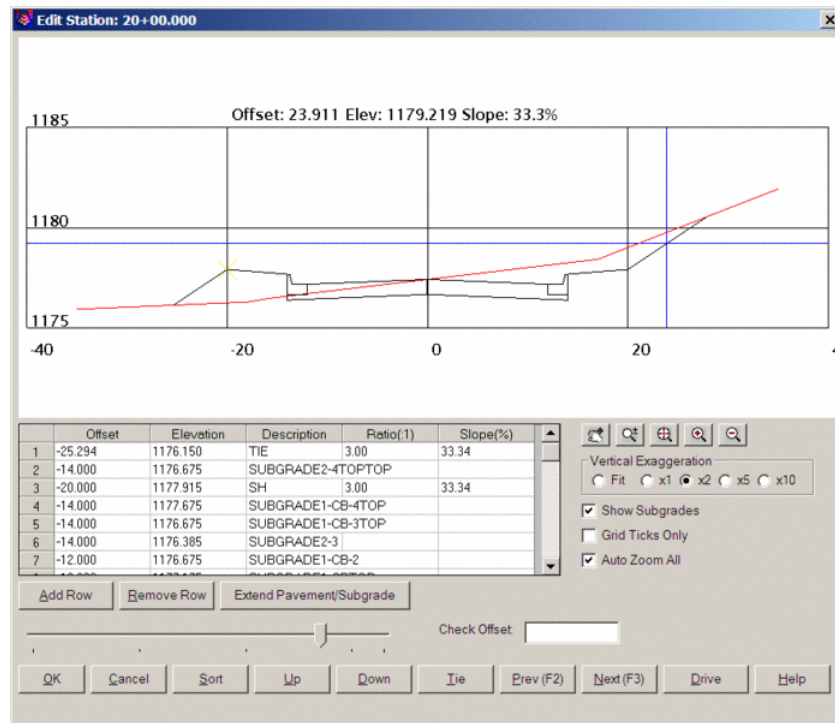 Edit Station: 20+00.000
Offset: 23.911 Elev: 1179.219 Slope: 33.3%
1185
1180
1175
-40 -20 0 20 4
Offset Elevation Description Ratio(:1) Slope(%)
1 -25.294 1176.150 TIE 3.00 33.34
2 -14.000 1176.675 SUBGRADE2-4TOPTOP
3 -20.000 1177.915 SH 3.00 33.34
4 -14.000 1177.675 SUBGRADE1-CB-4TOP
5 -14.000 1176.675 SUBGRADE1-CB-3TOP
6 -14.000 1176.385 SUBGRADE2-3
7 -12.000 1176.675 SUBGRADE1-CB-2
Vertical Exaggeration
Fit x1 x2 x5 x10
Show Subgrades
Grid Ticks Only
Auto Zoom All
Add Row Remove Row Extend Pavement/Subgrade
Check Offset:
OK Cancel Sort Up Down Tie Prev (F2) Next (F3) Drive Help